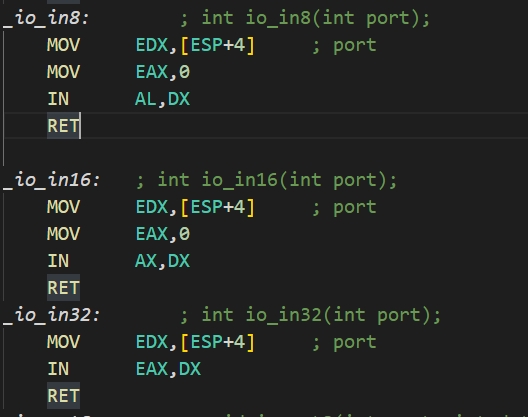 _io_in8: ; int io_in8(int port);
MOV EDX,[ESP+4] ; port
MOV EAX,0
IN AL,DX
RET
_io_in16: ; int io_in16(int port);
MOV EDX,[ESP+4] ; port
MOV EAX,0
IN AX,DX
RET
_io_in32: ; int io_in32(int port);
MOV EDX,[ESP+4] ; port
IN EAX,DX
RET